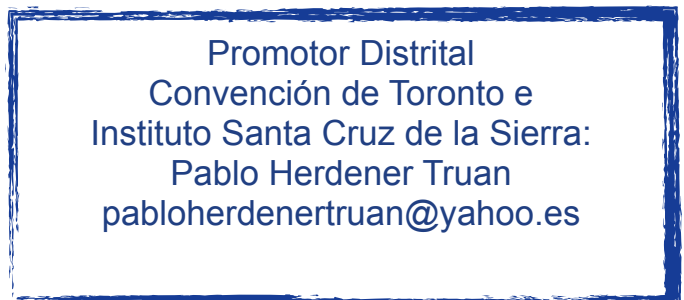 Promotor Distrital
Convención de Toronto e
Instituto Santa Cruz de la Sierra:
Pablo Herdener Truan
pabloherdenertruan@yahoo.es